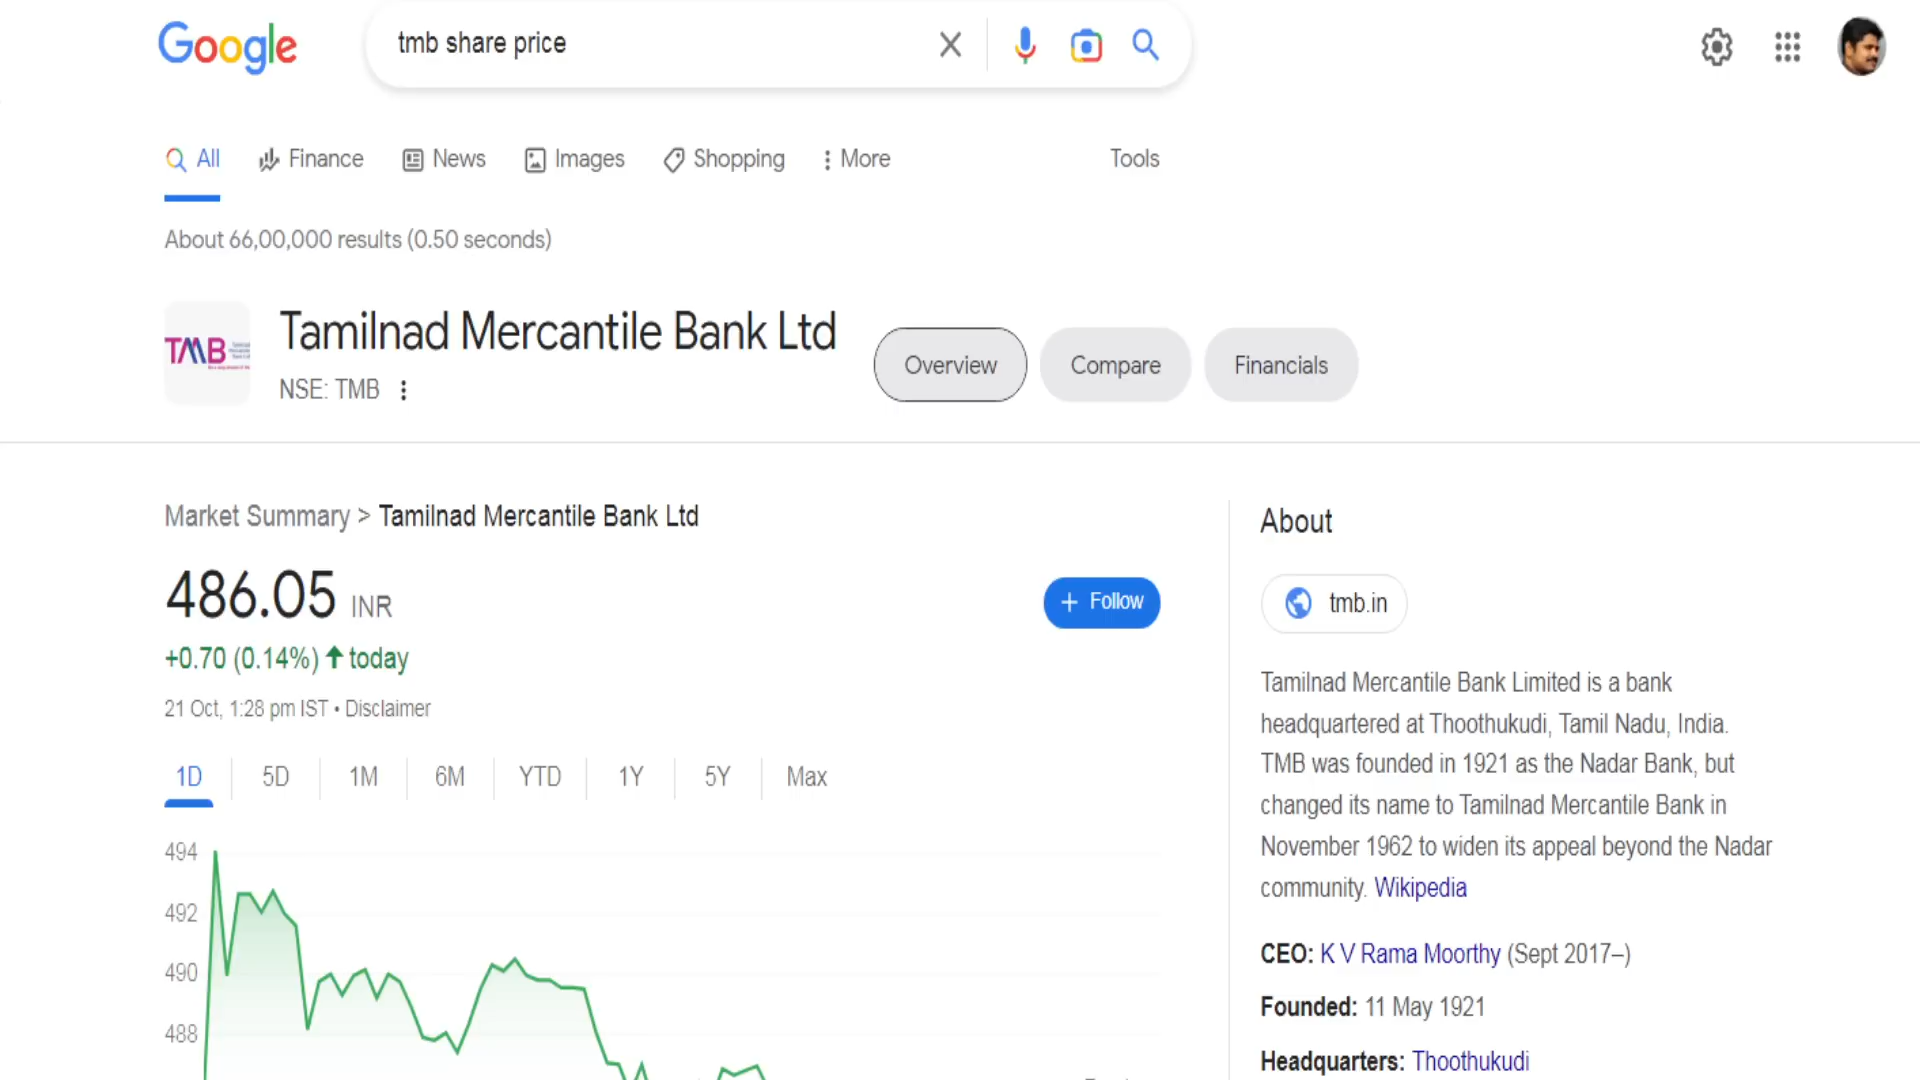 Google
tmb share price
All
Finance
News
Images
Shopping
More
Tools
About 66,00,000 results (0.50 seconds)
TMB
Tamilnad Mercantile Bank Ltd
NSE: TMB
Overview
Compare
Financials
Market Summary > Tamilnad Mercantile Bank Ltd
486.05 INR
+ Follow
+0.70 (0.14%) ↑ today
21 Oct, 1:28 pm IST • Disclaimer
1D
5D
1M
6M
YTD
1Y
5Y
Max
494
492
490
488
About
tmb.in
Tamilnad Mercantile Bank Limited is a bank
headquartered at Thoothukudi, Tamil Nadu, India.
TMB was founded in 1921 as the Nadar Bank, but
changed its name to Tamilnad Mercantile Bank in
November 1962 to widen its appeal beyond the Nadar
community. Wikipedia
CEO: K V Rama Moorthy (Sept 2017–)
Founded: 11 May 1921
Headquarters: Thoothukudi